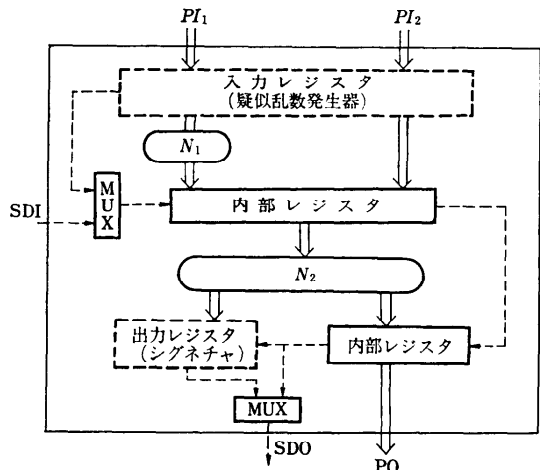 PI₁ PI₂
入力レジスタ
(疑似乱数発生器)
N₁
MUX
SDI
内部レジスタ
N₂
出力レジスタ
(シグネチャ)
内部レジスタ
MUX
SDO
PO